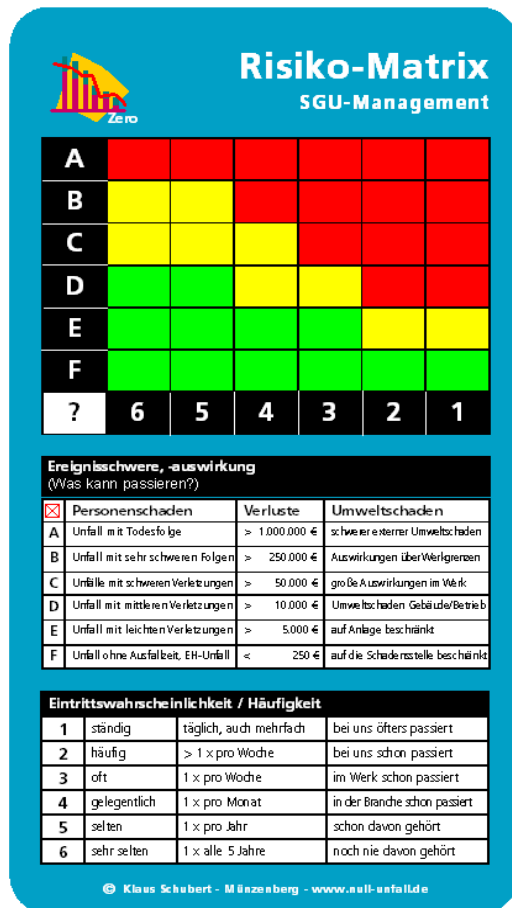 Risiko-Matrix
SGU-Management
Zero
A
B
C
D
E
F
? 6 5 4 3 2 1
Ereignisschwere, -auswirkung
(Was kann passieren?)
Personenschaden Verluste Umweltschaden
A Unfall mit Todesfolge > 1.000.000 € schwerer externer Umweltschaden
B Unfall mit sehr schweren Folgen > 250.000 € Auswirkungen über Werkgrenzen
C Unfälle mit schweren Verletzungen > 50.000 € große Auswirkungen im Werk
D Unfall mit mittleren Verletzungen > 10.000 € Umweltschaden Gebäude/Betrieb
E Unfall mit leichten Verletzungen > 5.000 € auf Anlage beschränkt
F Unfall ohne Ausfallzeit, EH-Unfall < 250 € auf die Schadensstelle beschränkt
Eintrittswahrscheinlichkeit / Häufigkeit
1 ständig täglich, auch mehrfach bei uns öfters passiert
2 häufig > 1 x pro Woche bei uns schon passiert
3 oft 1 x pro Woche im Werk schon passiert
4 gelegentlich 1 x pro Monat in der Branche schon passiert
5 selten 1 x pro Jahr schon davon gehört
6 sehr selten 1 x alle 5 Jahre noch nie davon gehört
© Klaus Schubert - Münzenberg - www.null-unfall.de